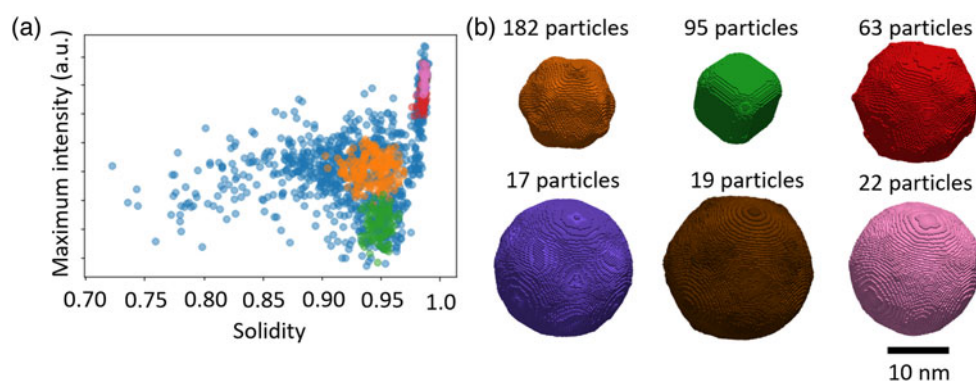 (a)
Maximum intensity (a.u.)
0.70 0.75 0.80 0.85 0.90 0.95 1.0
Solidity
(b)
182 particles 95 particles 63 particles
17 particles 19 particles 22 particles
10 nm